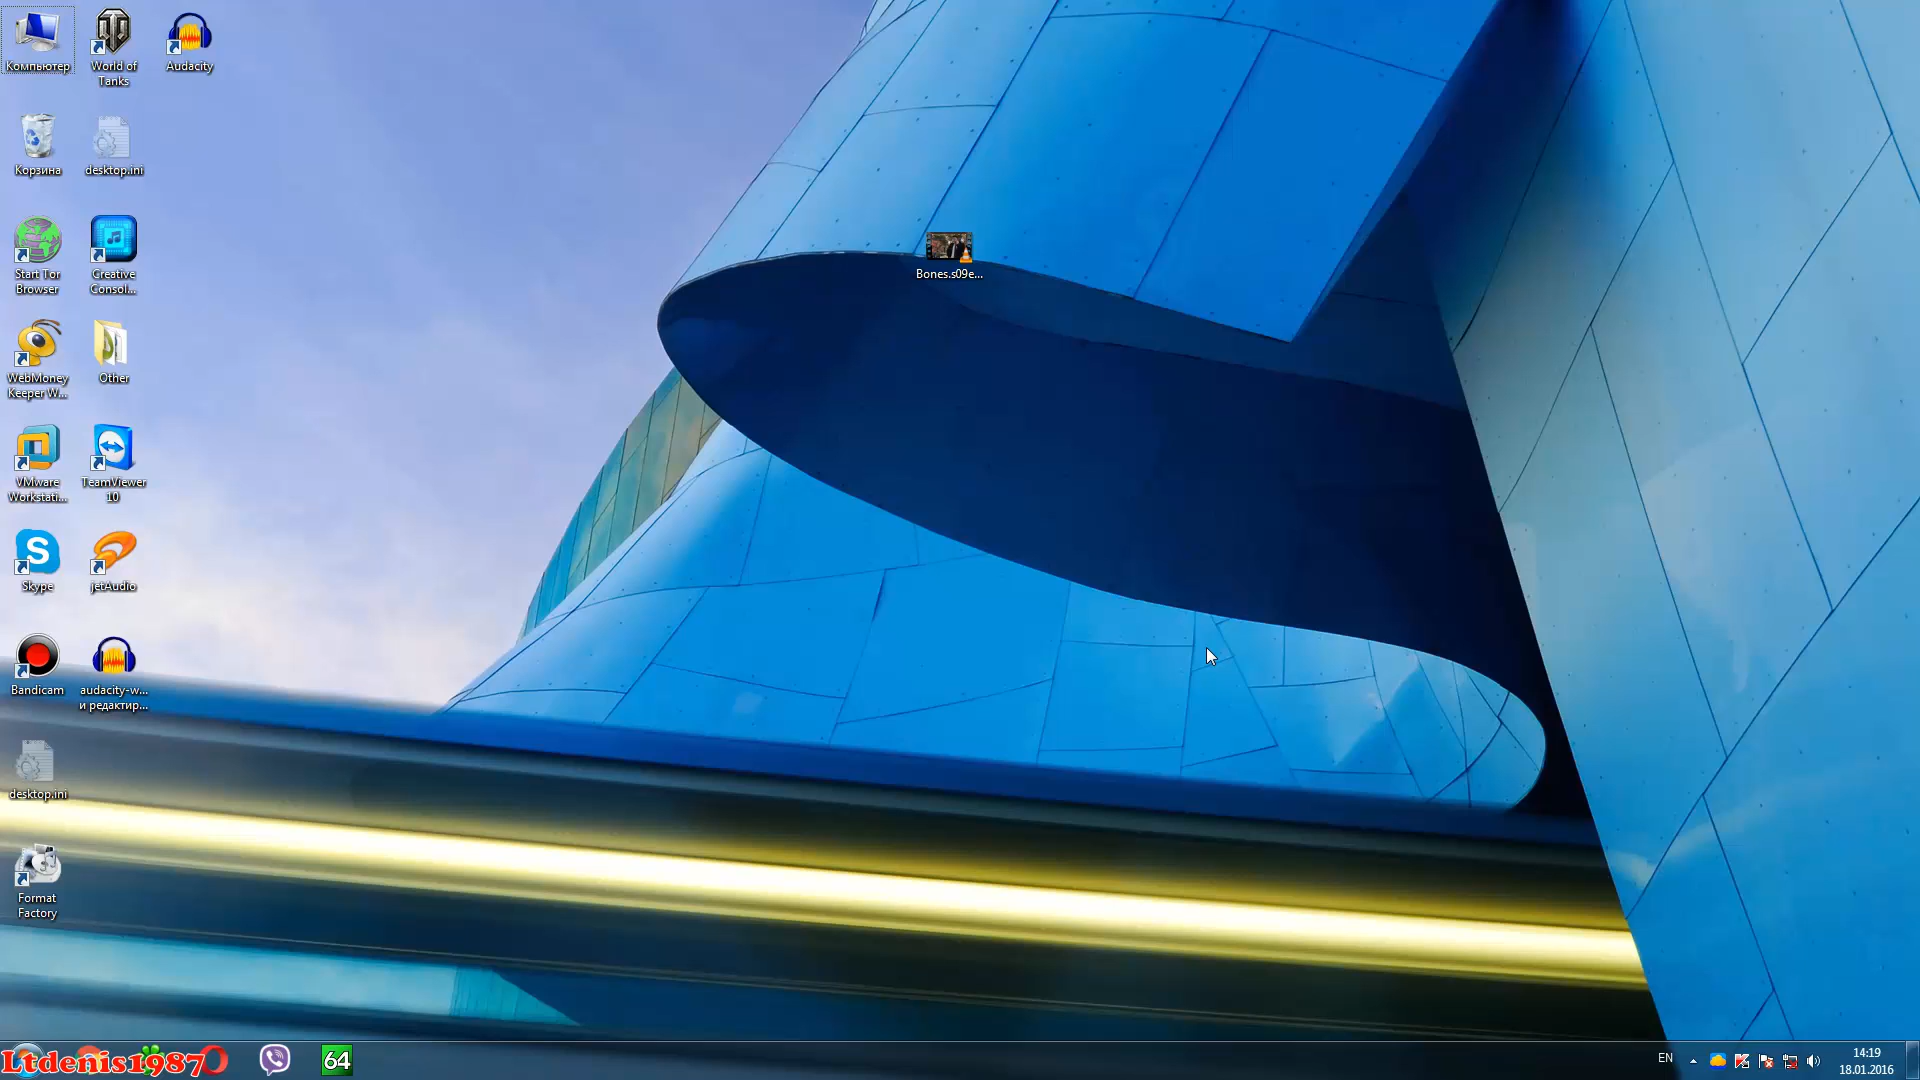 Компьютер
World of
Tanks
Audacity
Корзина
desktop.ini
Start Tor
Browser
Creative
Consol...
WebMoney
Keeper W...
Other
VMware
Workstati...
TeamViewer
10
Skype
jetAudio
Bandicam
audacity-w...
и редактир...
desktop.ini
Format
Factory
Bones.s09e...
Ltdenis1987
64
EN
14:19
18.01.2016